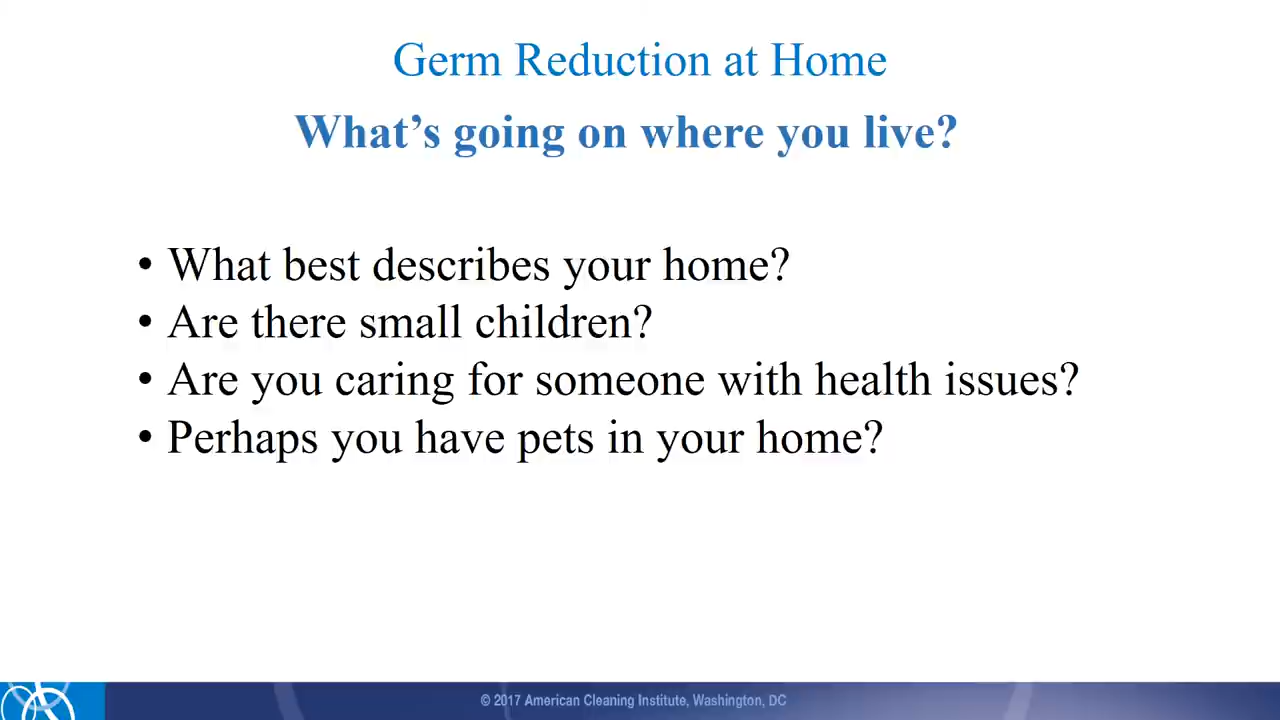 Germ Reduction at Home
What’s going on where you live?
• What best describes your home?
• Are there small children?
• Are you caring for someone with health issues?
• Perhaps you have pets in your home?
© 2017 American Cleaning Institute, Washington, DC